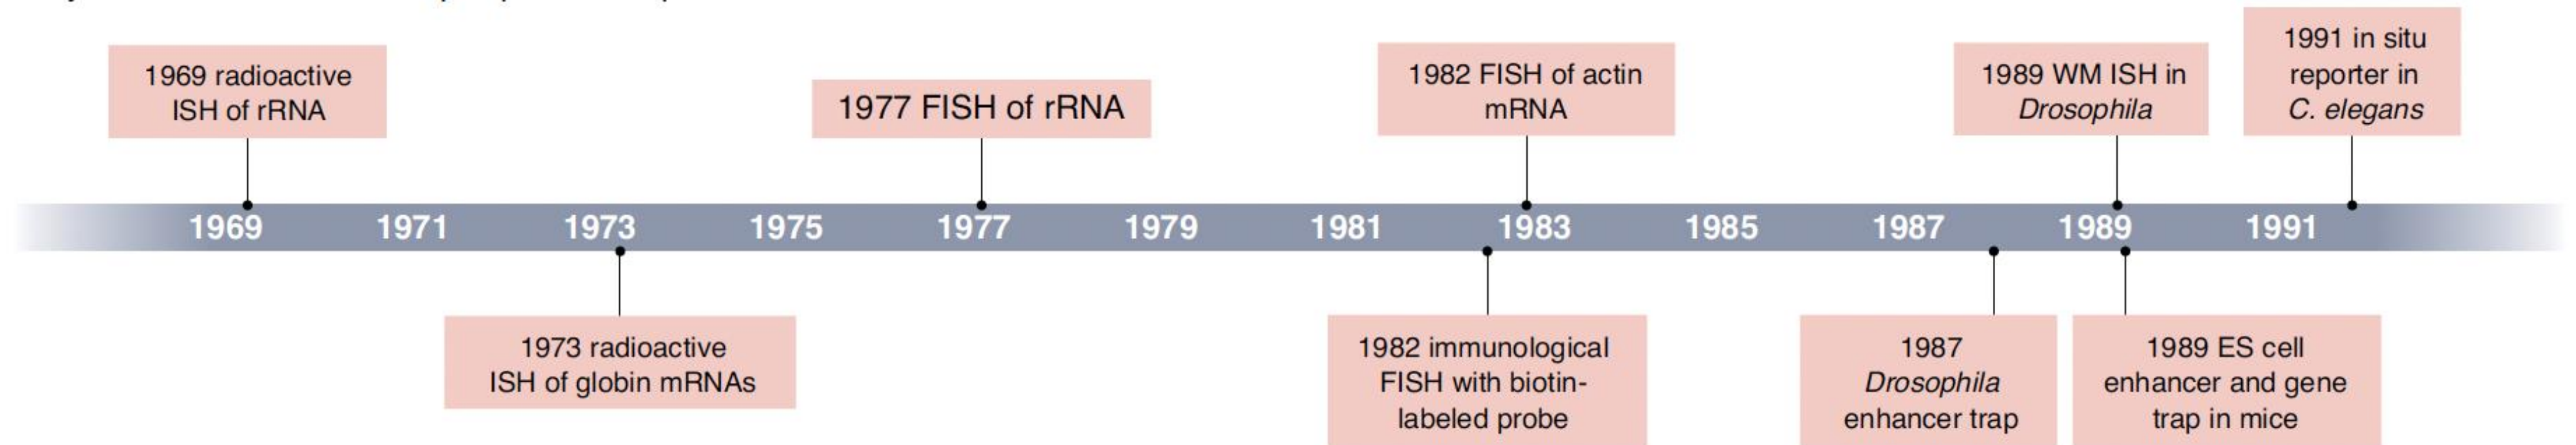 1969 radioactive
ISH of rRNA
1977 FISH of rRNA
1982 FISH of actin
mRNA
1989 WM ISH in
Drosophila
1991 in situ
reporter in
C. elegans
1969 1971 1973 1975 1977 1979 1981 1983 1985 1987 1989 1991
1973 radioactive
ISH of globin mRNAs
1982 immunological
FISH with biotin-
labeled probe
1987
Drosophila
enhancer trap
1989 ES cell
enhancer and gene
trap in mice